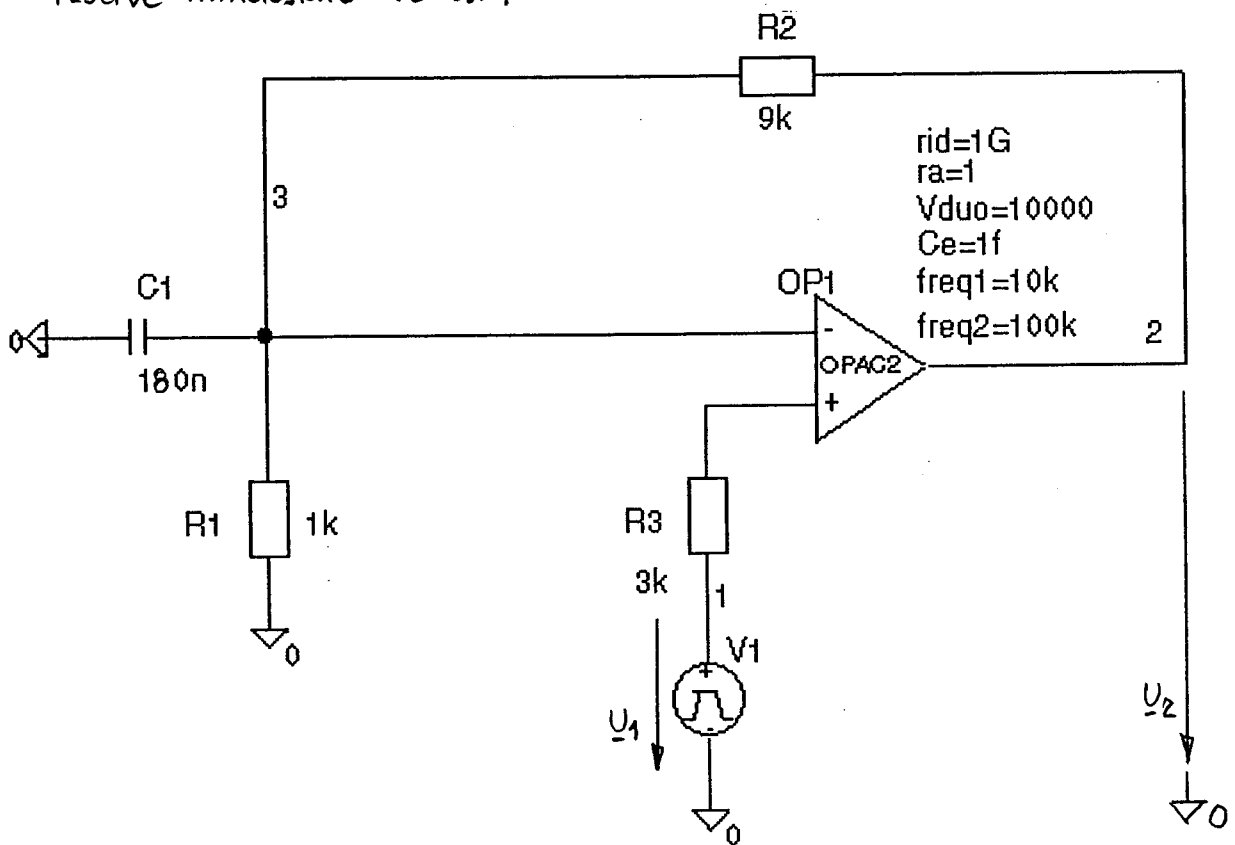 R2
9k
rid=1G
ra=1
Vduo=10000
Ce=1f
freq1=10k
freq2=100k
3
C1
OP1
2
0
-
OPAC2
180n
+
R1
1k
R3
3k
1
0
V1
+
U1
-
U2
0
0